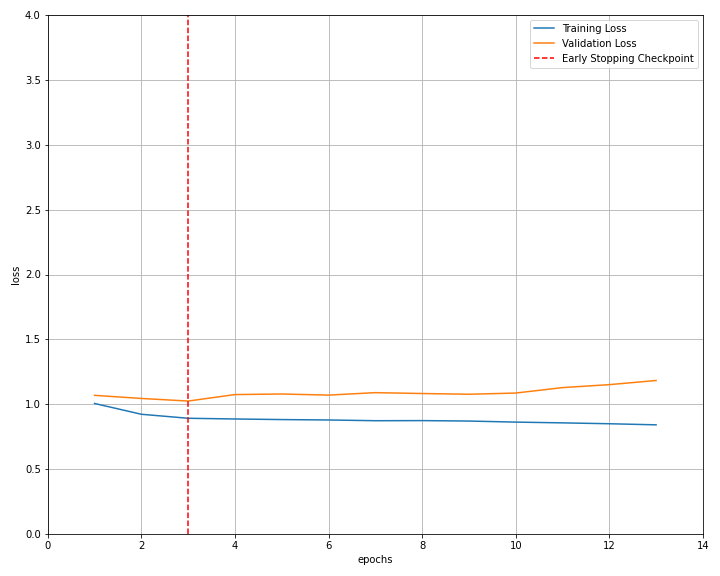 4.0
3.5
3.0
2.5
2.0
1.5
1.0
0.5
0.0
loss
Training Loss
Validation Loss
Early Stopping Checkpoint
0 2 4 6 8 10 12 14
epochs